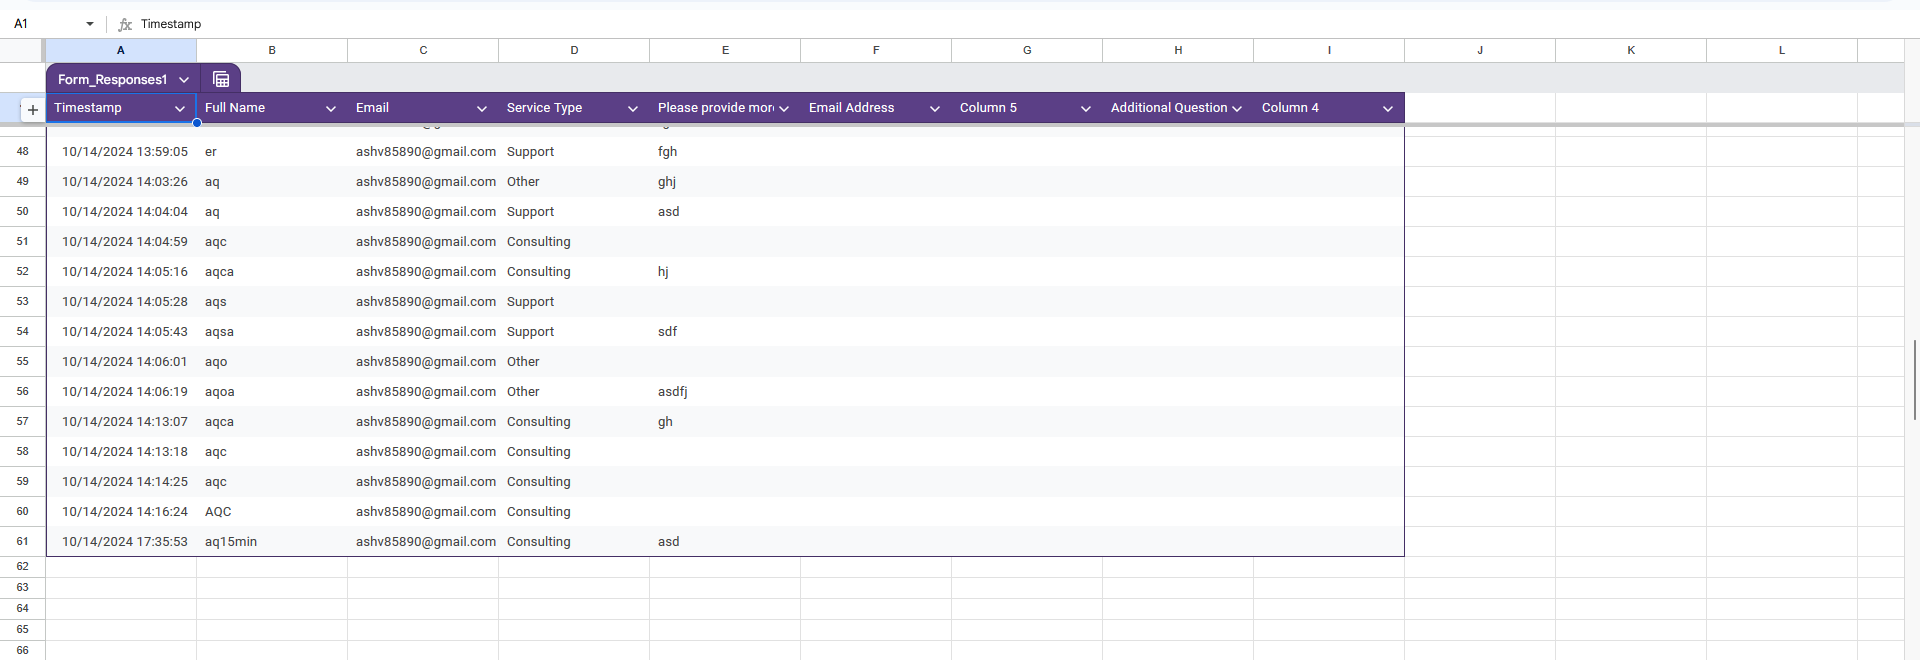 A1 Timestamp
A B C D E F G H I J K L
Form_Responses1
Timestamp Full Name Email Service Type Please provide mor Email Address Column 5 Additional Question Column 4
48 10/14/2024 13:59:05 er ashv85890@gmail.com Support fgh
49 10/14/2024 14:03:26 aq ashv85890@gmail.com Other ghj
50 10/14/2024 14:04:04 aq ashv85890@gmail.com Support asd
51 10/14/2024 14:04:59 aqc ashv85890@gmail.com Consulting
52 10/14/2024 14:05:16 aqca ashv85890@gmail.com Consulting hj
53 10/14/2024 14:05:28 aqs ashv85890@gmail.com Support
54 10/14/2024 14:05:43 aqsa ashv85890@gmail.com Support sdf
55 10/14/2024 14:06:01 aqo ashv85890@gmail.com Other
56 10/14/2024 14:06:19 aqoa ashv85890@gmail.com Other asdfj
57 10/14/2024 14:13:07 aqca ashv85890@gmail.com Consulting gh
58 10/14/2024 14:13:18 aqc ashv85890@gmail.com Consulting
59 10/14/2024 14:14:25 aqc ashv85890@gmail.com Consulting
60 10/14/2024 14:16:24 AQC ashv85890@gmail.com Consulting
61 10/14/2024 17:35:53 aq15min ashv85890@gmail.com Consulting asd
62
63
64
65
66